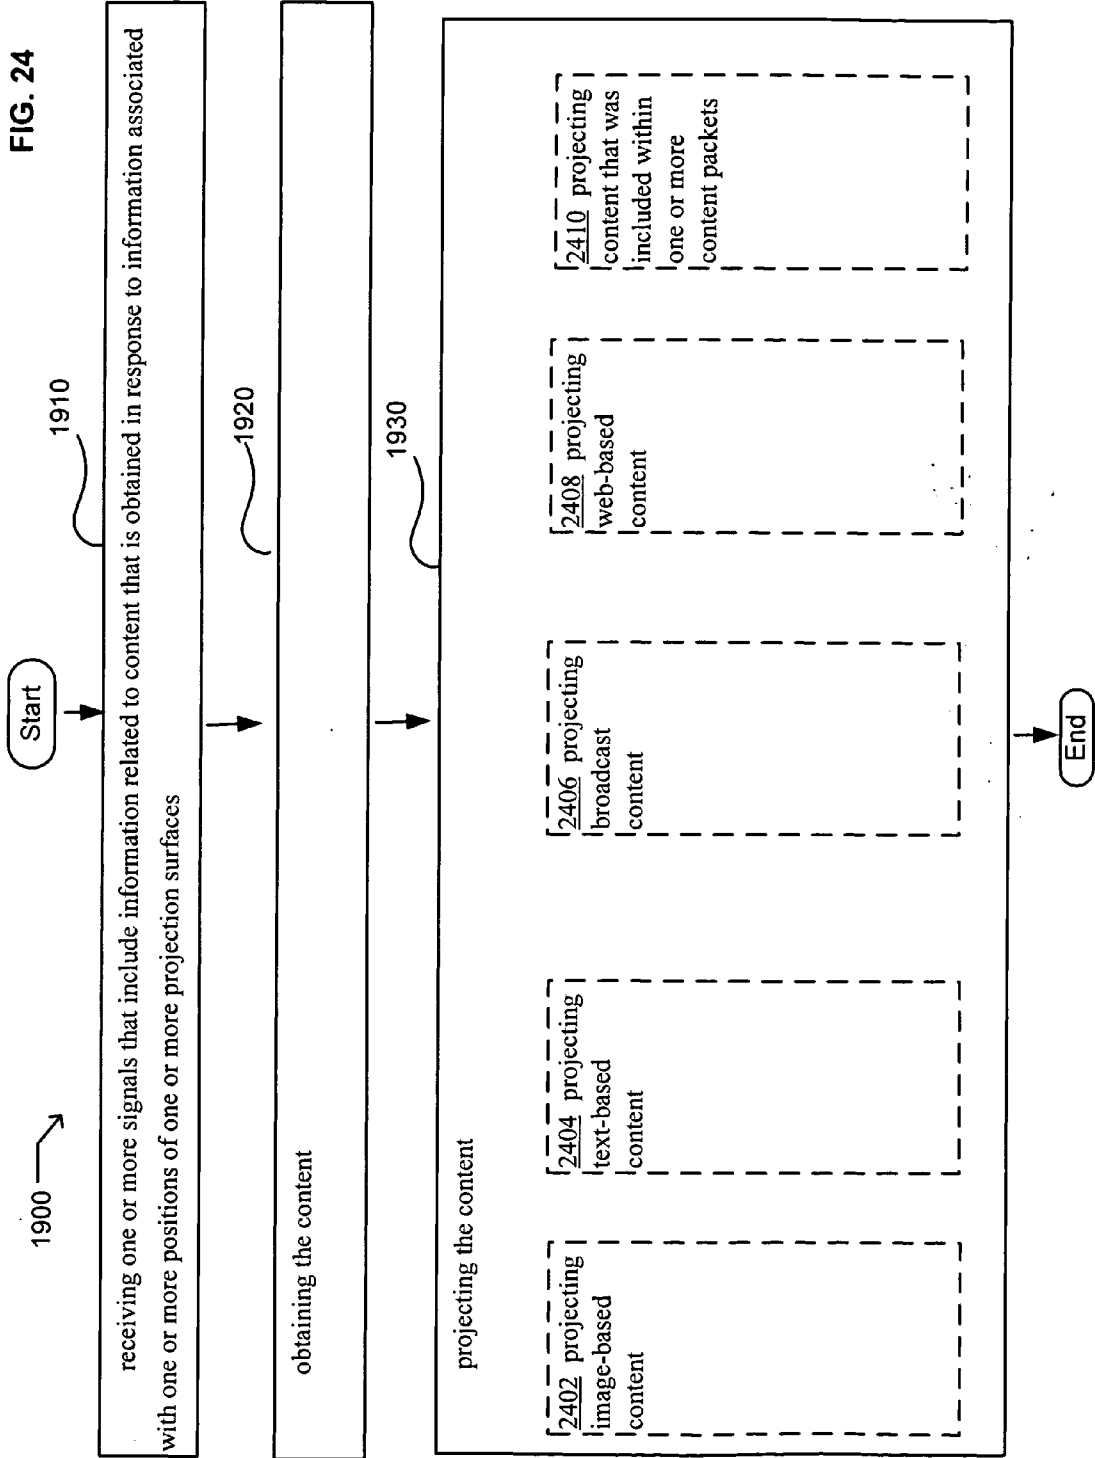 FIG. 24
1900
Start
1910
receiving one or more signals that include information related to content that is obtained in response to information associated
with one or more positions of one or more projection surfaces
1920
obtaining the content
1930
projecting the content
2402 projecting
image-based
content
2404 projecting
text-based
content
2406 projecting
broadcast
content
2408 projecting
web-based
content
2410 projecting
content that was
included within
one or more
content packets
End